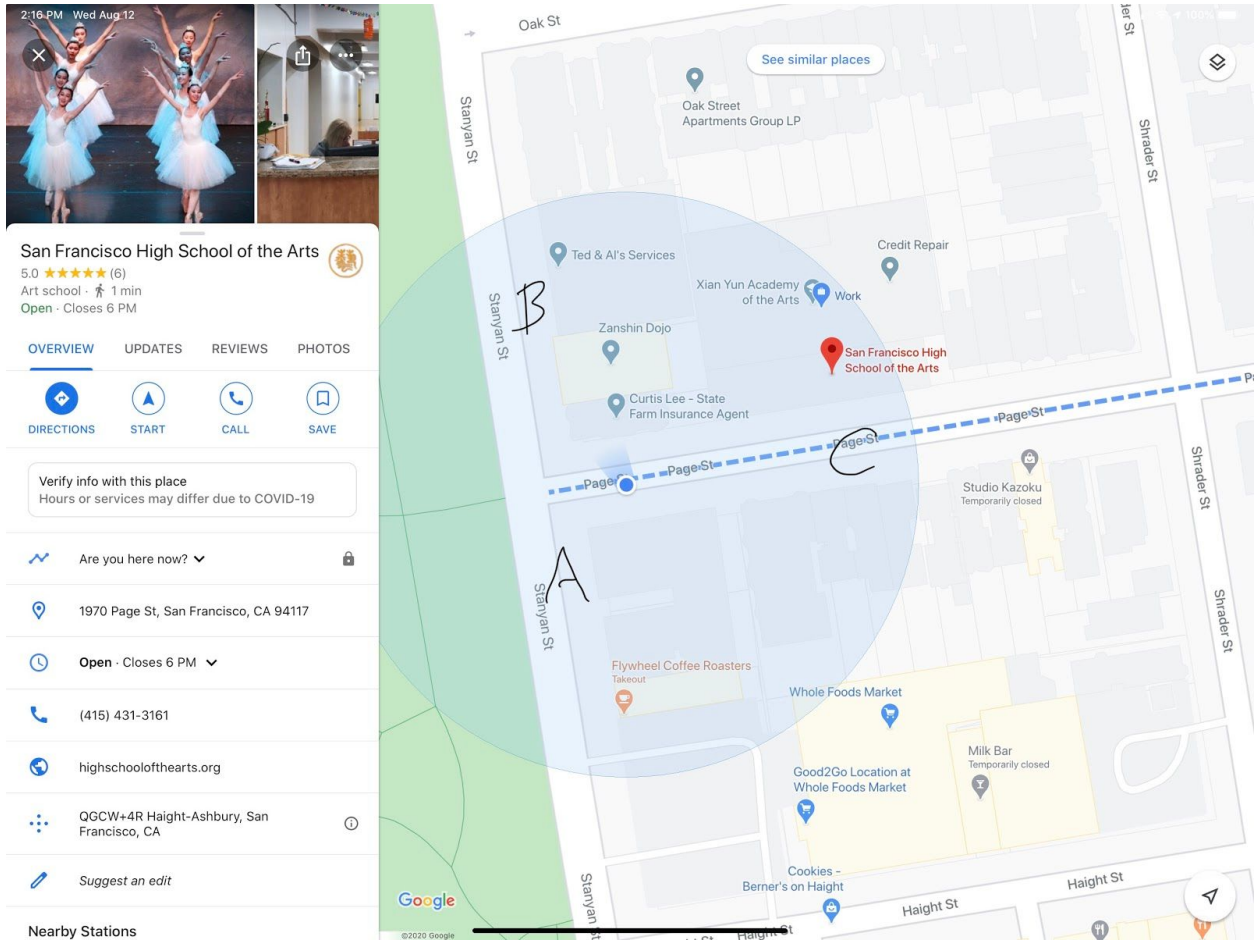 2:16 PM Wed Aug 12
100%
San Francisco High School of the Arts
5.0 ★★★★★ (6)
Art school · 1 min
Open · Closes 6 PM
OVERVIEW UPDATES REVIEWS PHOTOS
DIRECTIONS START CALL SAVE
Verify info with this place
Hours or services may differ due to COVID-19
Are you here now?
1970 Page St, San Francisco, CA 94117
Open · Closes 6 PM
(415) 431-3161
highschoolofthearts.org
QGCW+4R Haight-Ashbury, San
Francisco, CA
Suggest an edit
Nearby Stations
Oak St
See similar places
Oak Street
Apartments Group LP
Stanyan St
Shrader St
Ted & Al's Services
Credit Repair
Xian Yun Academy
of the Arts
Work
B
Stanyan St
Zanshin Dojo
San Francisco High
School of the Arts
Curtis Lee - State
Farm Insurance Agent
Page St
Page St
Page St
C
Studio Kazoku
Temporarily closed
Shrader St
A
Stanyan St
Shrader St
Flywheel Coffee Roasters
Takeout
Whole Foods Market
Milk Bar
Temporarily closed
Good2Go Location at
Whole Foods Market
Cookies -
Berner's on Haight
Stanyan St
Haight St
Haight St
Haight St
Google
©2020 Google